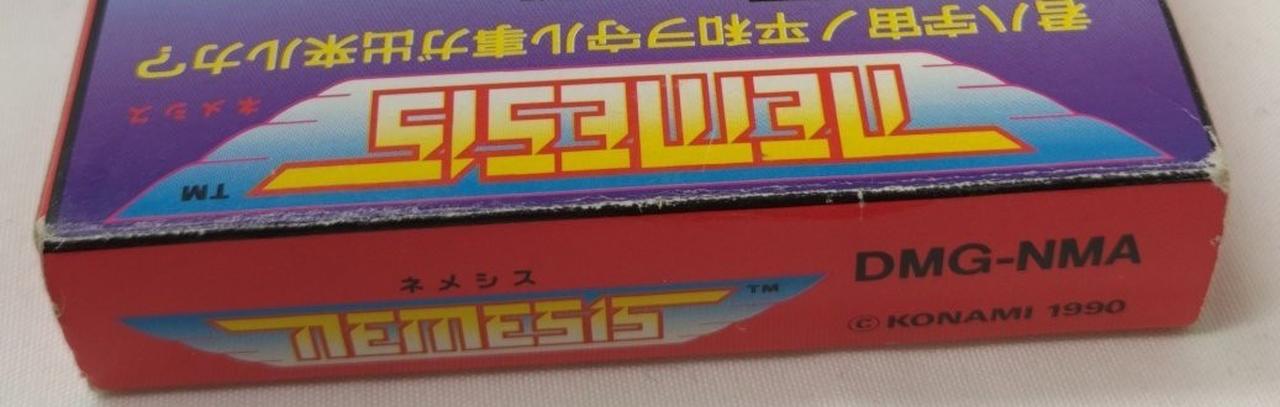 君ハ宇宙ノ平和ヲ守ル事ガ出来ルカ?
ネメシス
NEMESIS
TM
ネメシス
NEMESIS
TM
DMG-NMA
© KONAMI 1990